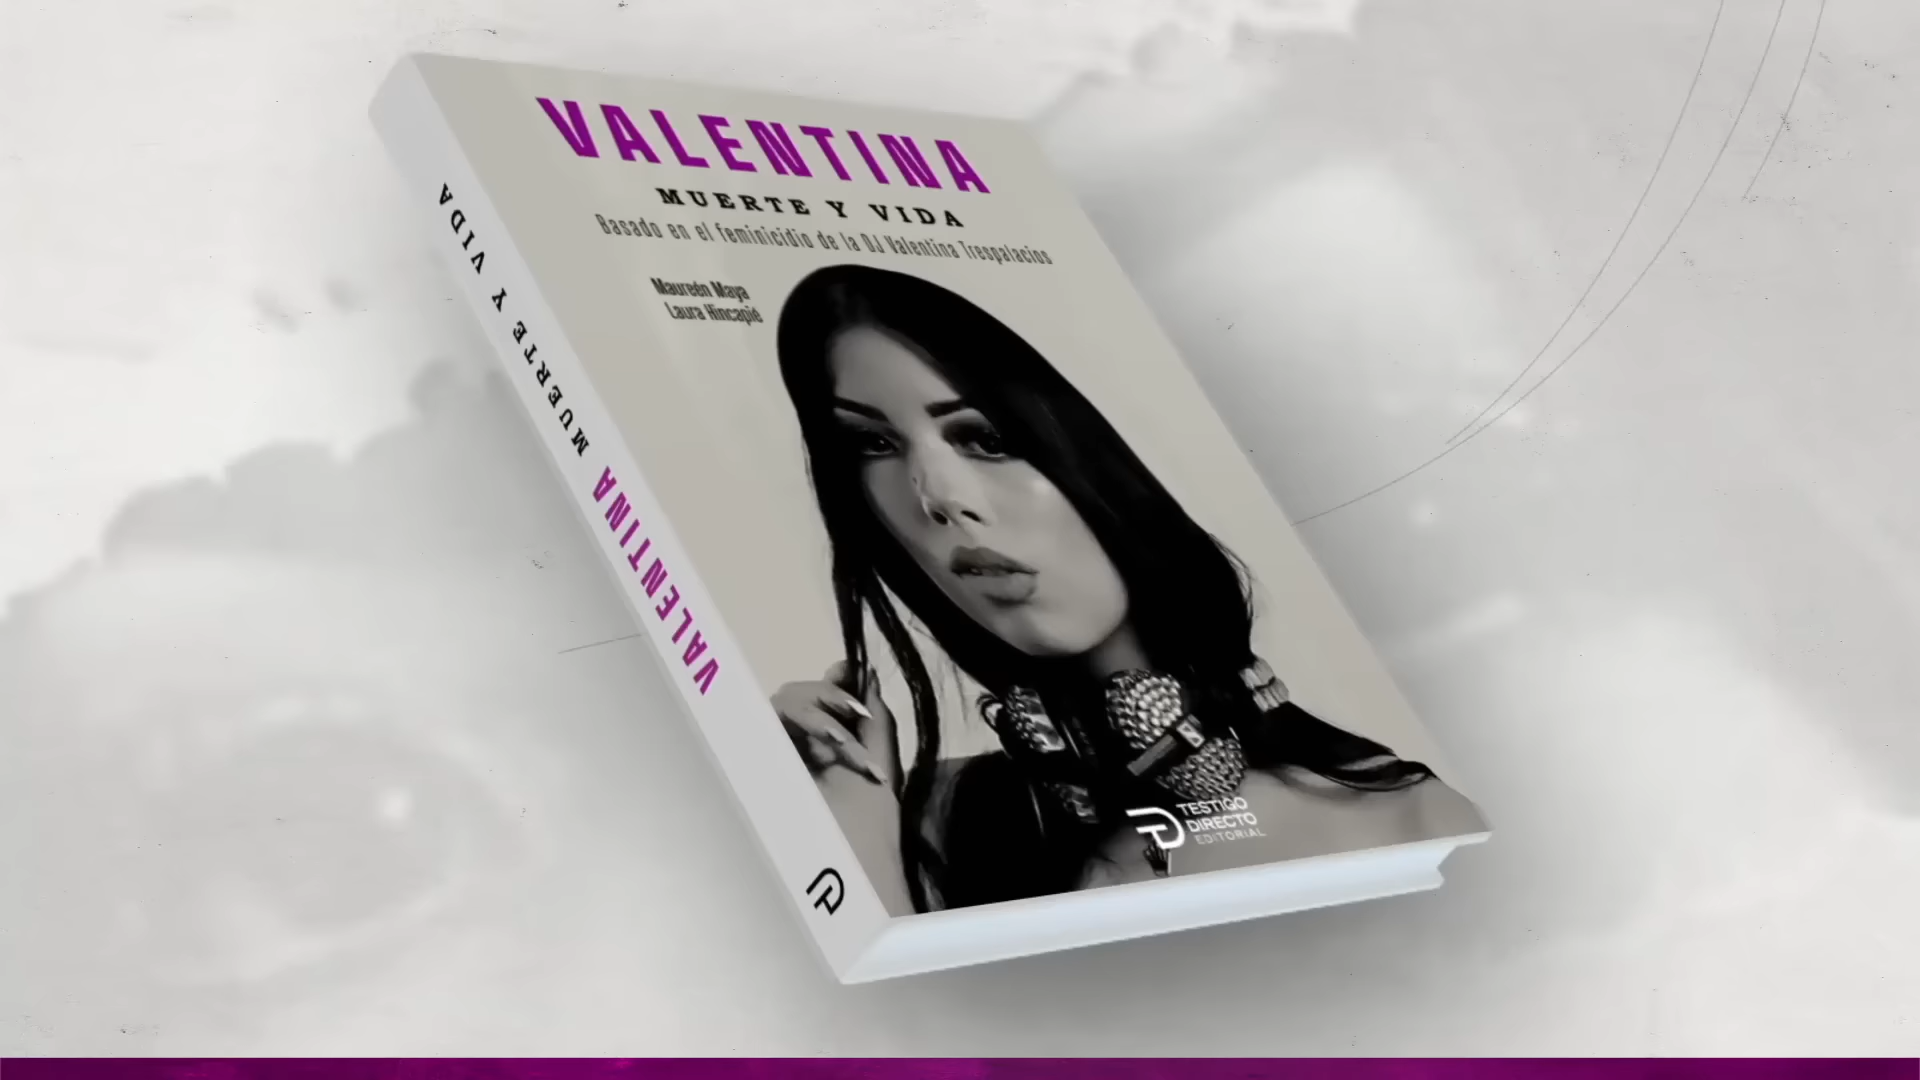 VALENTINA
MUERTE Y VIDA
Basado en el feminicidio de la DJ Valentina Trespalacios
Maureén Maya
Laura Hincapié
TESTIGO
DIRECTO
EDITORIAL
VALENTINA MUERTE Y VIDA